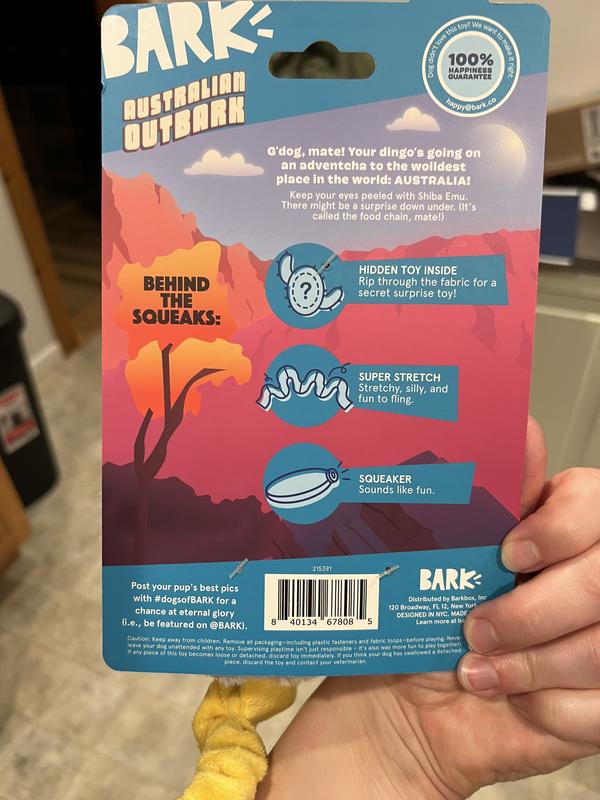 BARK
AUSTRALIAN
OUTBARK
Dog didn't love this toy? We want to make it right.
100%
HAPPINESS
GUARANTEE
happy@bark.co
G'dog, mate! Your dingo's going on
an adventcha to the woildest
place in the world: AUSTRALIA!
Keep your eyes peeled with Shiba Emu.
There might be a surprise down under. (It's
called the food chain, mate!)
BEHIND
THE
SQUEAKS:
?
HIDDEN TOY INSIDE
Rip through the fabric for a
secret surprise toy!
SUPER STRETCH
Stretchy, silly, and
fun to fling.
SQUEAKER
Sounds like fun.
Post your pup's best pics
with #dogsofBARK for a
chance at eternal glory
(i.e., be featured on @BARK).
215391
8 40134 67808 5
BARK
Distributed by Barkbox, Inc
120 Broadway, FL 12, New York
DESIGNED IN NYC. MADE
Learn more at
Caution: Keep away from children. Remove all packaging—including plastic fasteners and fabric loops—before playing. Never
leave your dog unattended with any toy. Supervising playtime isn't just responsible - it's also way more fun to play together!
If any piece of this toy becomes loose or detached, discard toy immediately. If you think your dog has swallowed a detached
piece, discard the toy and contact your veterinarian.